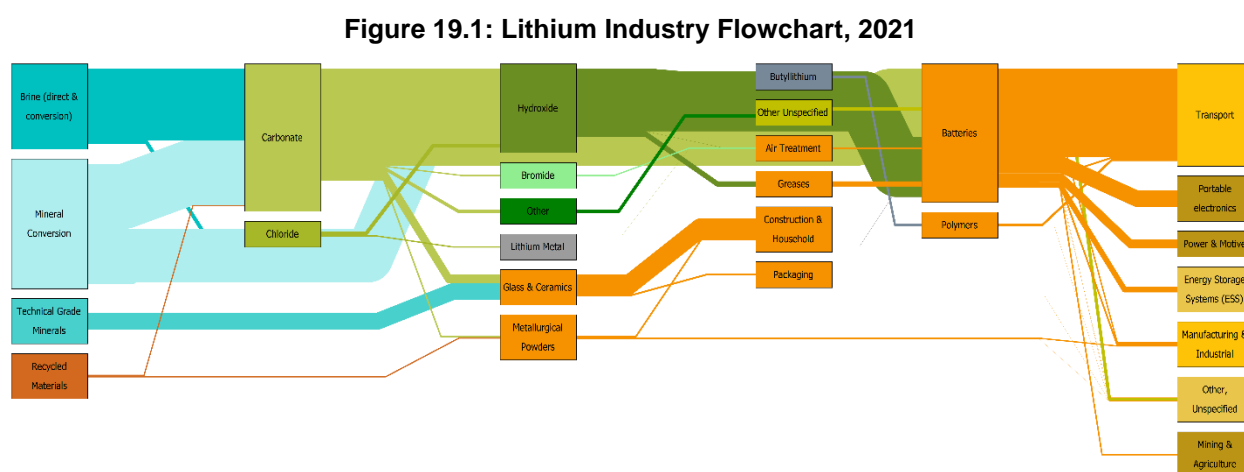 Figure 19.1: Lithium Industry Flowchart, 2021
Brine (direct &
conversion)
Mineral
Conversion
Technical Grade
Minerals
Recycled
Materials
Carbonate
Chloride
Hydroxide
Bromide
Other
Lithium Metal
Glass & Ceramics
Metallurgical
Powders
Butyllithium
Other Unspecified
Air Treatment
Greases
Construction &
Household
Packaging
Batteries
Polymers
Transport
Portable
electronics
Power & Motive
Energy Storage
Systems (ESS)
Manufacturing &
Industrial
Other,
Unspecified
Mining &
Agriculture